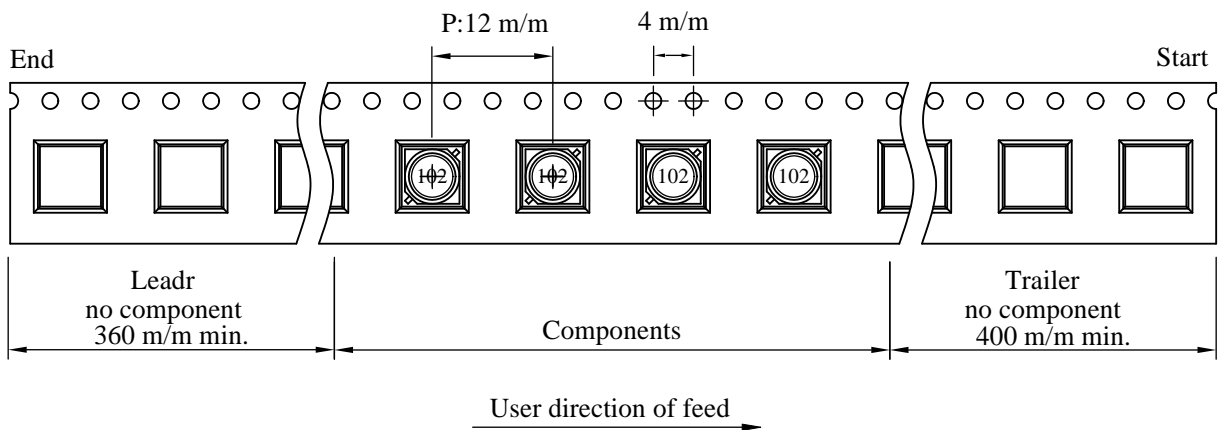 P:12 m/m
4 m/m
End
Start
102
102
102
102
Leadr
no component
360 m/m min.
Components
Trailer
no component
400 m/m min.
User direction of feed